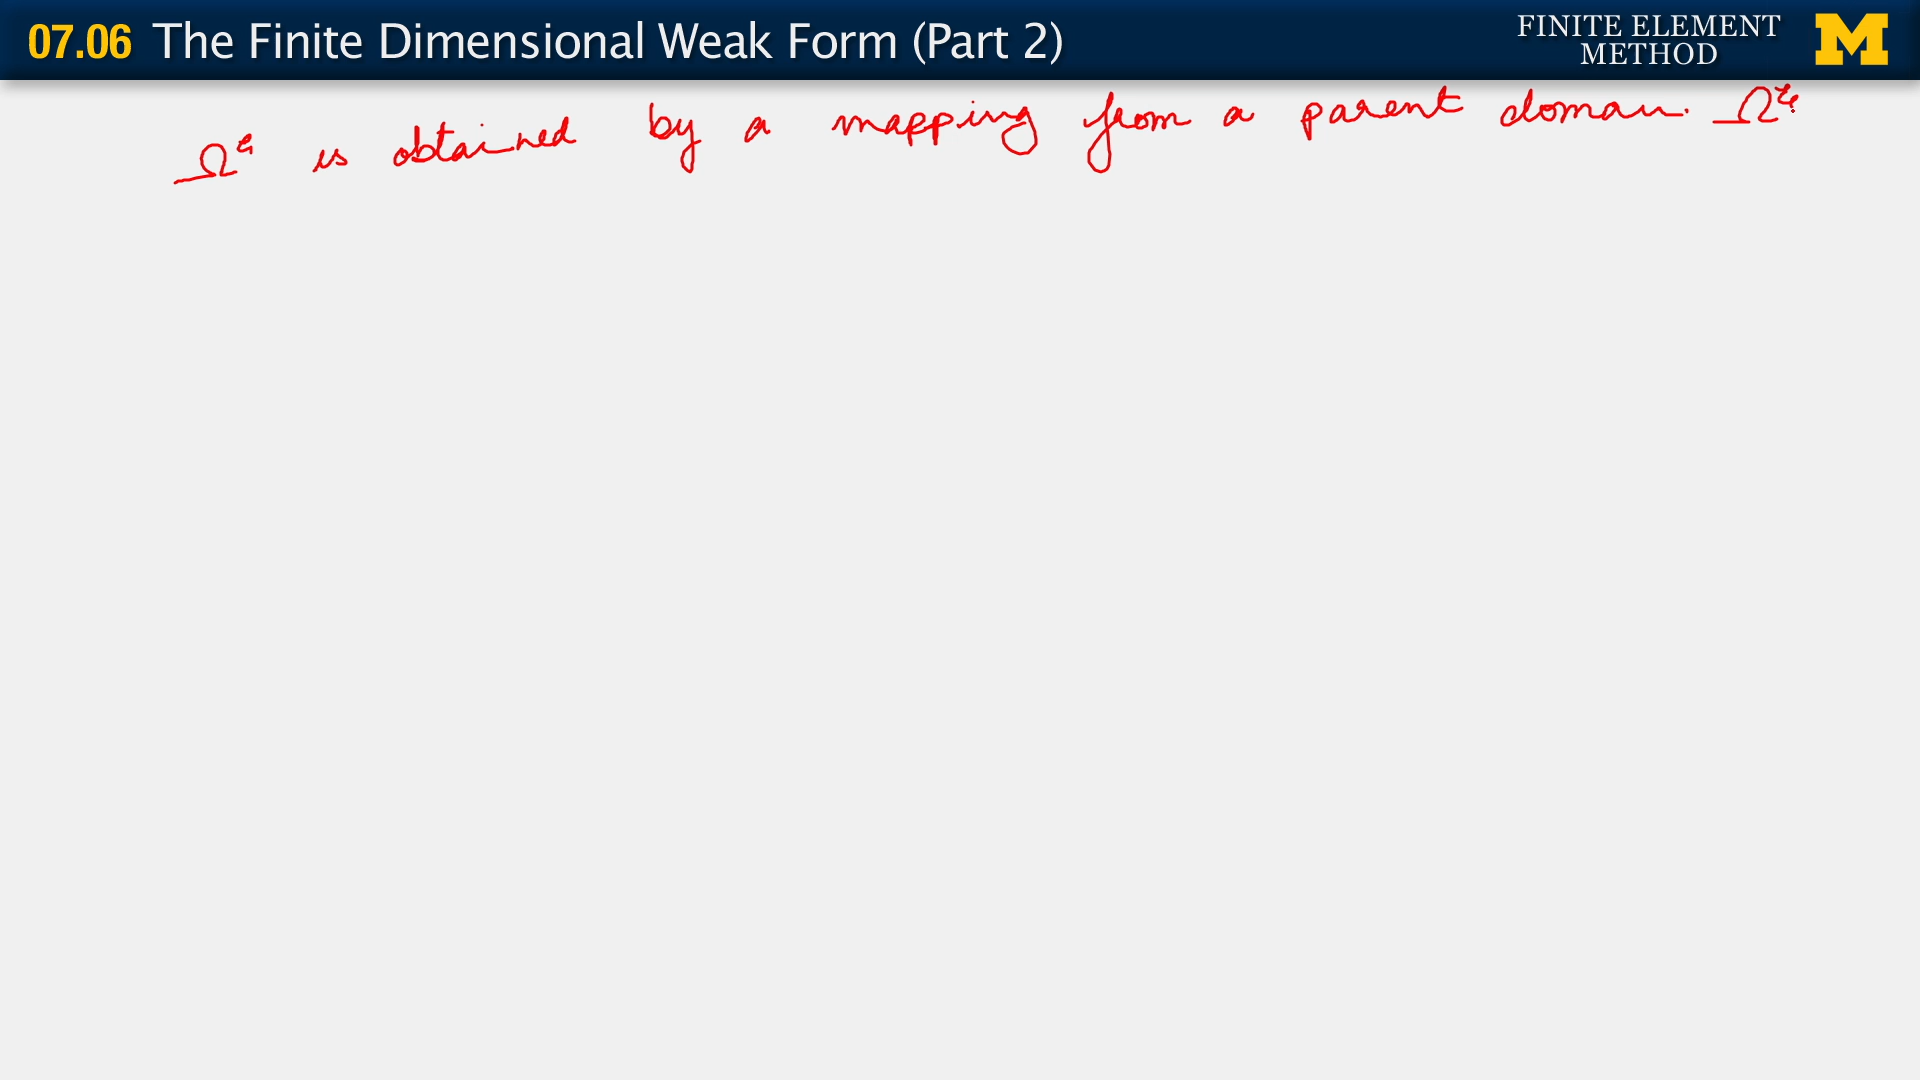 07.06 The Finite Dimensional Weak Form (Part 2)
FINITE ELEMENT
METHOD
M
Ωᵉ is obtained by a mapping from a parent domain. Ω^ξ